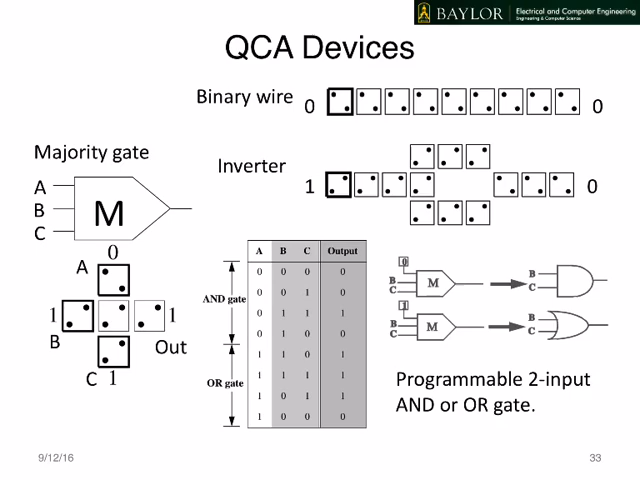 BAYLOR Electrical and Computer Engineering
Engineering & Computer Science
QCA Devices
Binary wire 0 0
Majority gate
Inverter 1 0
A
B M
C
0
A
1 1
B Out
C 1
A B C Output
0 0 0 0
0 0 1 0
AND gate
0 1 1 1
0 1 0 0
1 1 0 1
1 1 1 1
OR gate
1 0 1 1
1 0 0 0
0
B M B
C C
1
B M B
C C
Programmable 2-input
AND or OR gate.
9/12/16 33